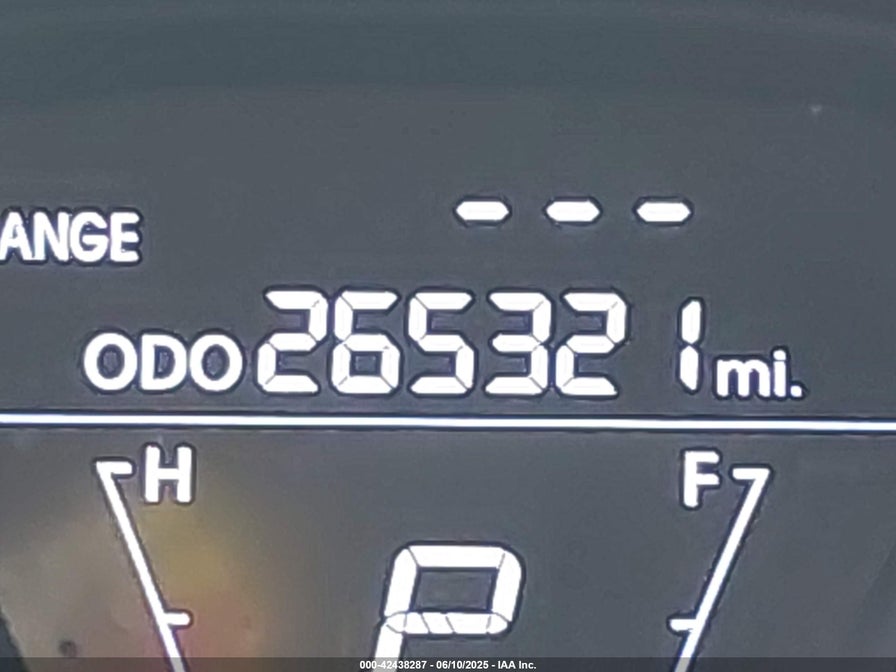 ANGE
- - -
ODO 265321 mi.
H F
P
000-42438287 - 06/10/2025 - IAA Inc.